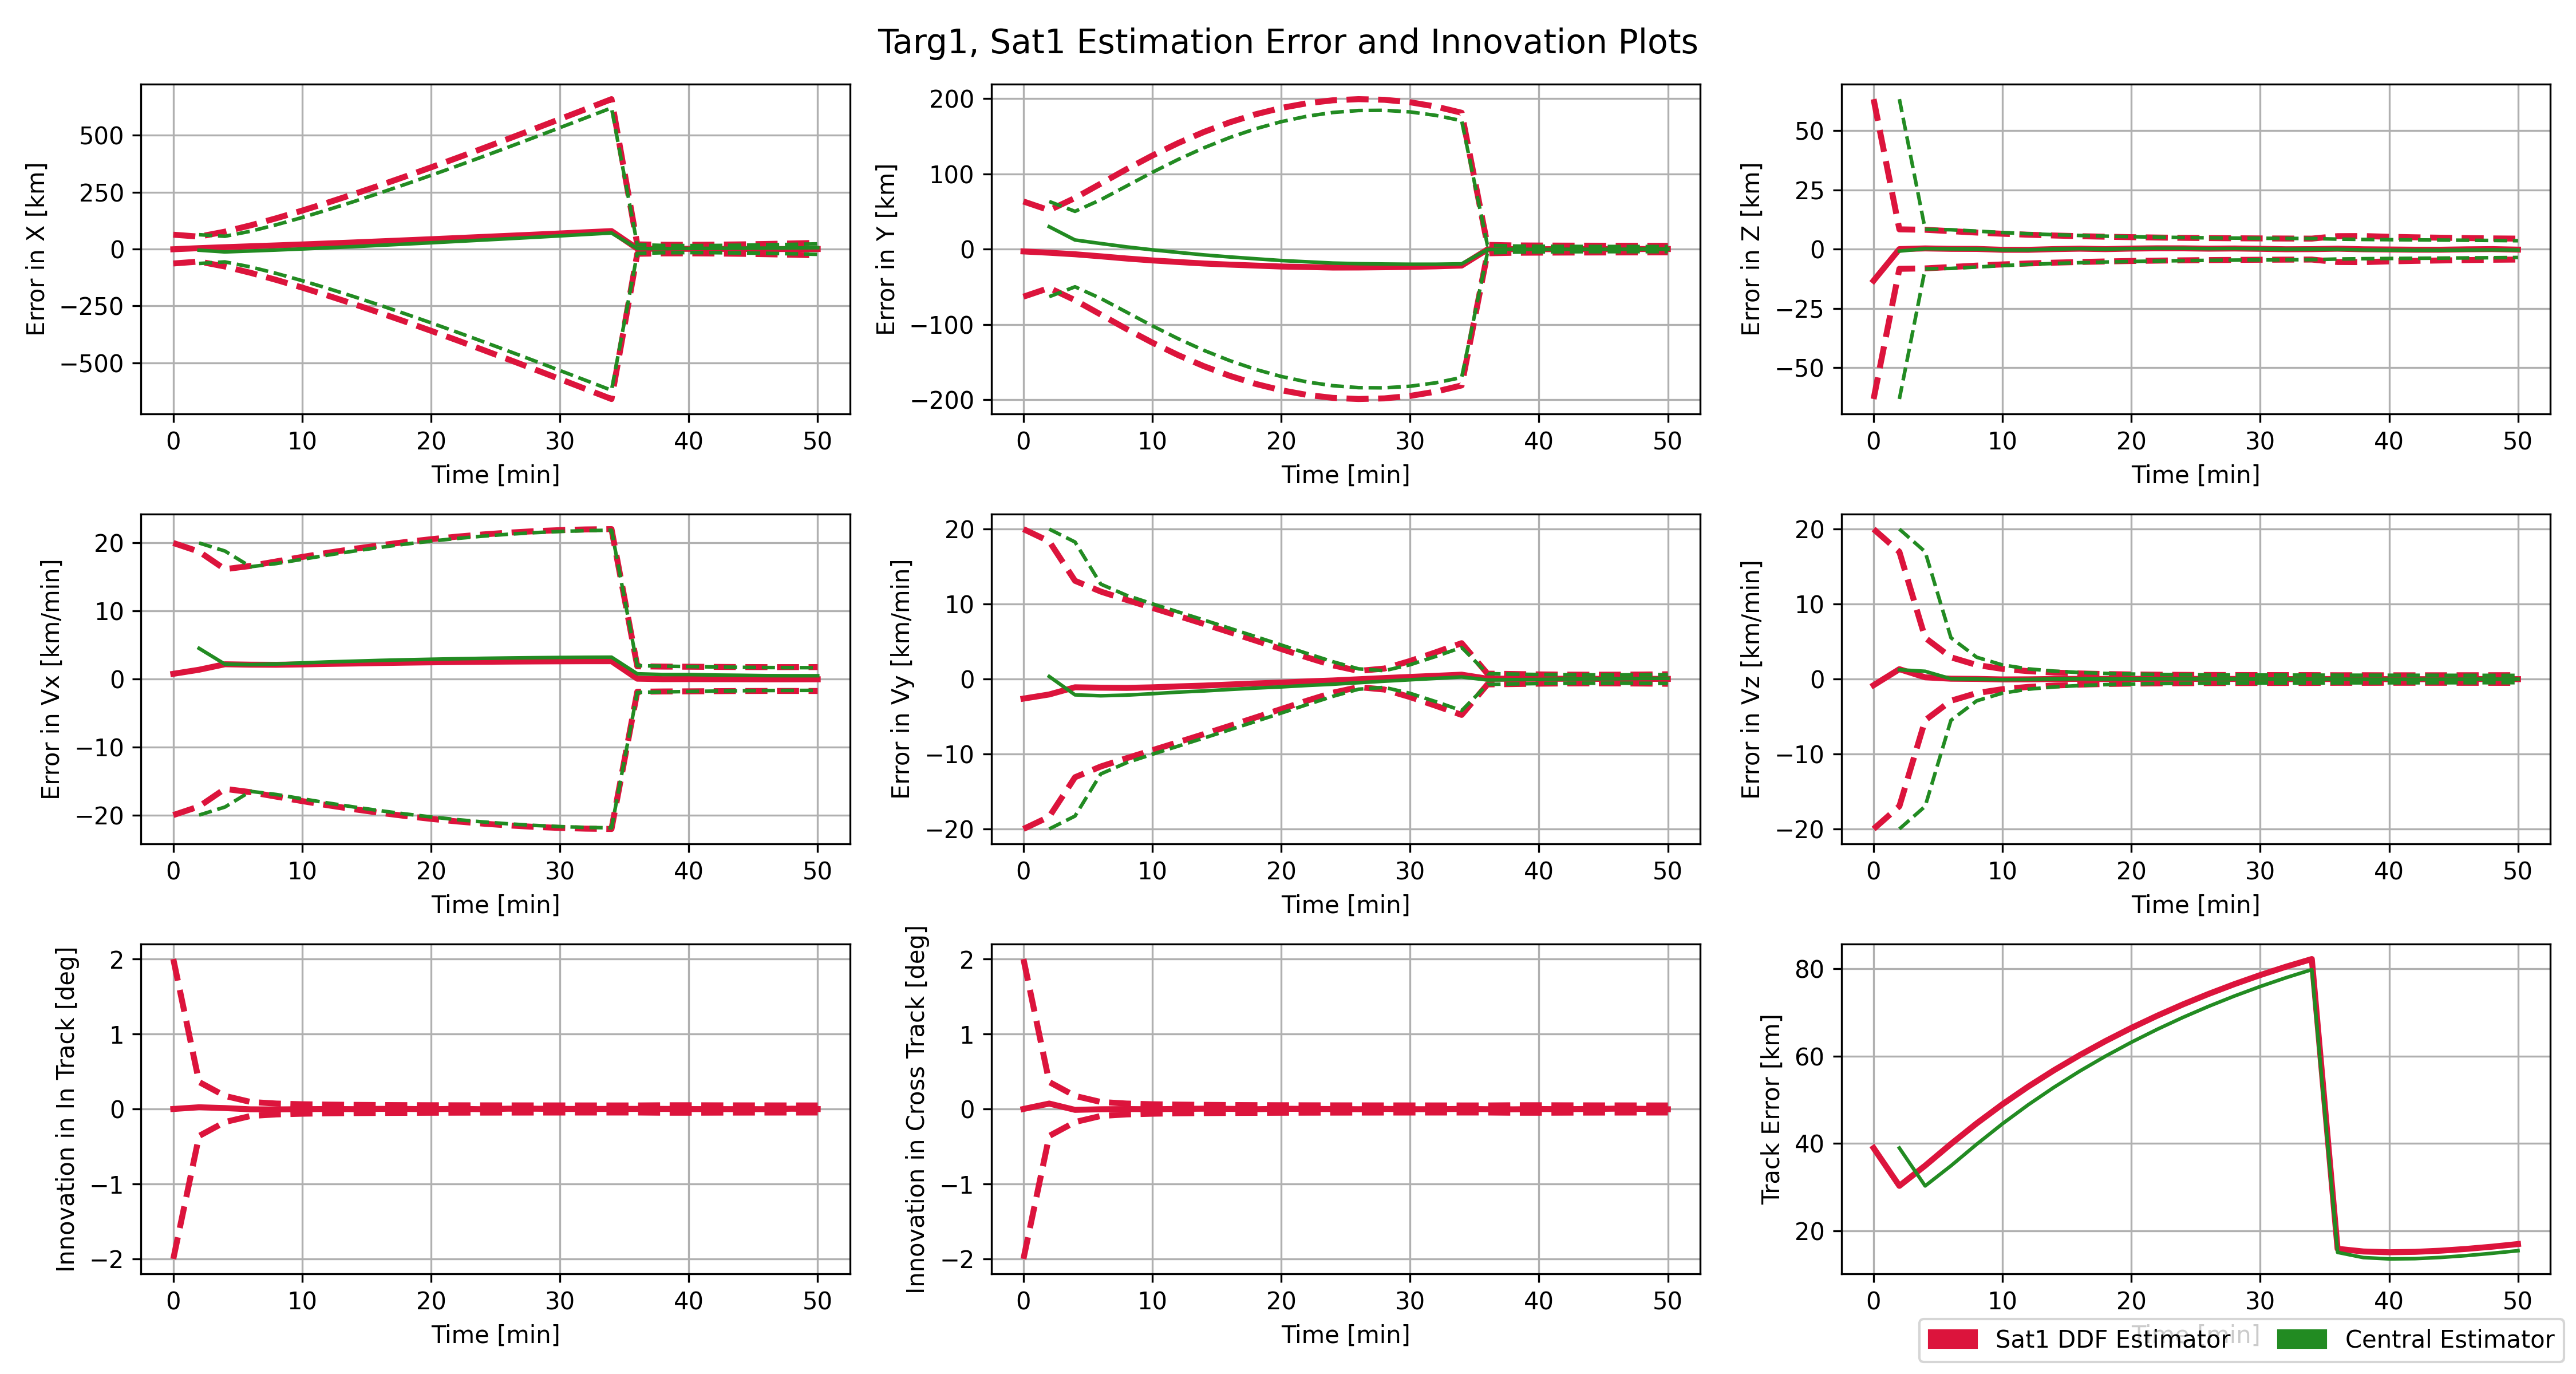 Targ1, Sat1 Estimation Error and Innovation Plots
Error in X [km]
500
250
0
−250
−500
0 10 20 30 40 50
Time [min]
Error in Y [km]
200
100
0
−100
−200
0 10 20 30 40 50
Time [min]
Error in Z [km]
50
25
0
−25
−50
0 10 20 30 40 50
Time [min]
Error in Vx [km/min]
20
10
0
−10
−20
0 10 20 30 40 50
Time [min]
Error in Vy [km/min]
20
10
0
−10
−20
0 10 20 30 40 50
Time [min]
Error in Vz [km/min]
20
10
0
−10
−20
0 10 20 30 40 50
Time [min]
Innovation in In Track [deg]
2
1
0
−1
−2
0 10 20 30 40 50
Time [min]
Innovation in Cross Track [deg]
2
1
0
−1
−2
0 10 20 30 40 50
Time [min]
Track Error [km]
80
60
40
20
0 10 20 30 40 50
Time [min]
Sat1 DDF Estimator Central Estimator